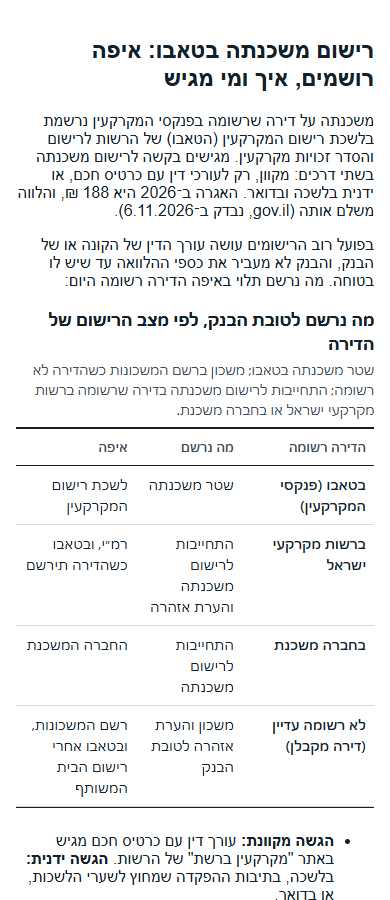 רישום משכנתה בטאבו: איפה
רושמים, איך ומי מגיש
משכנתה על דירה שרשומה בפנקסי המקרקעין נרשמת
בלשכת רישום המקרקעין (הטאבו) של הרשות לרישום
והסדר זכויות מקרקעין. מגישים בקשה לרישום משכנתה
בשתי דרכים: מקוון, רק לעורכי דין עם כרטיס חכם, או
ידנית בלשכה ובדואר. האגרה ב־2026 היא 188 ₪, והלווה
משלם אותה (gov.il, נבדק ב־6.11.2026).
בפועל רוב הרישומים עושה עורך הדין של הקונה או של
הבנק, והבנק לא מעביר את כספי ההלוואה עד שיש לו
בטוחה. מה נרשם תלוי באיפה הדירה רשומה היום:
מה נרשם לטובת הבנק, לפי מצב הרישום של
הדירה
שטר משכנתה בטאבו; משכון ברשם המשכונות כשהדירה לא
רשומה; התחייבות לרישום משכנתה בדירה שרשומה ברשות
מקרקעי ישראל או בחברה משכנת.
הדירה רשומה מה נרשם איפה
בטאבו (פנקסי שטר משכנתה לשכת רישום
המקרקעין) המקרקעין
ברשות מקרקעי התחייבות רמ״י, ובטאבו
ישראל לרישום כשהדירה תירשם
משכנתה
והערת אזהרה
בחברה משכנת התחייבות החברה המשכנת
לרישום
משכנתה
לא רשומה עדיין משכון והערת רשם המשכונות,
(דירה מקבלן) אזהרה לטובת ובטאבו אחרי
הבנק רישום הבית
המשותף
• הגשה מקוונת: עורך דין עם כרטיס חכם מגיש
באתר "מקרקעין ברשת" של הרשות. הגשה ידנית:
בלשכה, בתיבות ההפקדה שמחוץ לשערי הלשכות,
או בדואר.